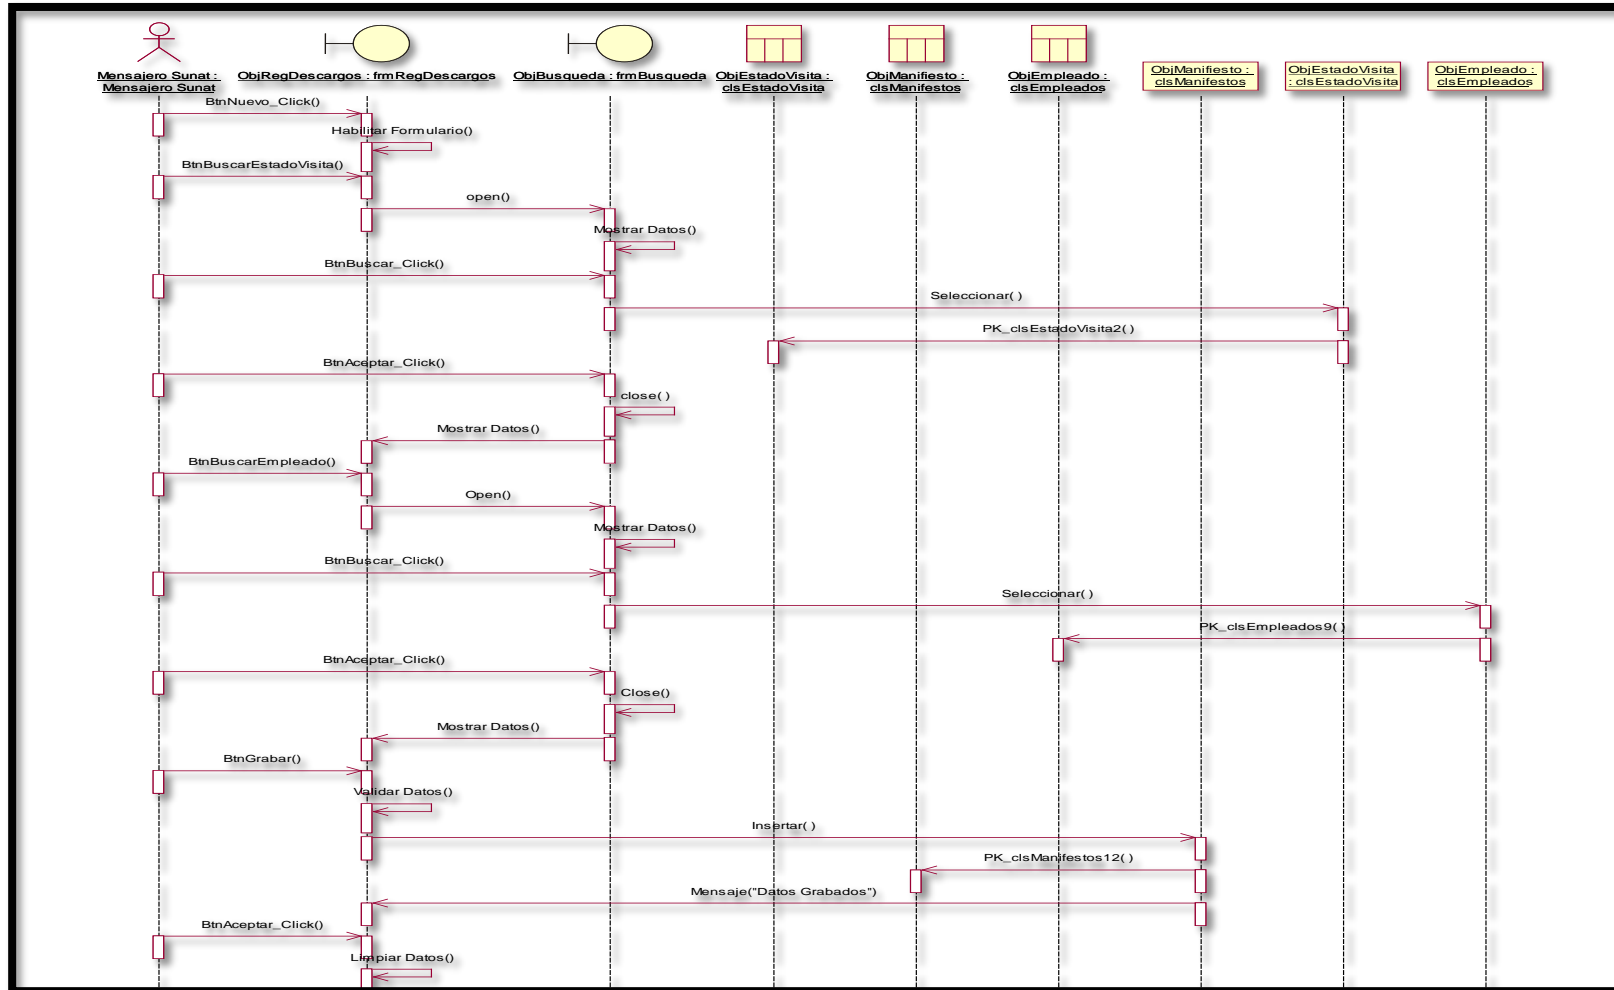 Mensajero Sunat :
Mensajero Sunat
ObjRegDescargos : frmRegDescargos
ObjBusqueda : frmBusqueda
ObjEstadoVisita :
clsEstadoVisita
ObjManifiesto :
clsManifestos
ObjEmpleado :
clsEmpleados
ObjManifiesto :
clsManifestos
ObjEstadoVisita
: clsEstadoVisita
ObjEmpleado :
clsEmpleados
BtnNuevo_Click()
Habilitar Formulario()
BtnBuscarEstadoVisita()
open()
Mostrar Datos()
BtnBuscar_Click()
Seleccionar( )
PK_clsEstadoVisita2( )
BtnAceptar_Click()
close( )
Mostrar Datos()
BtnBuscarEmpleado()
Open()
Mostrar Datos()
BtnBuscar_Click()
Seleccionar( )
PK_clsEmpleados9( )
BtnAceptar_Click()
Close()
Mostrar Datos()
BtnGrabar()
Validar Datos()
Insertar( )
PK_clsManifestos12( )
Mensaje("Datos Grabados")
BtnAceptar_Click()
Limpiar Datos()